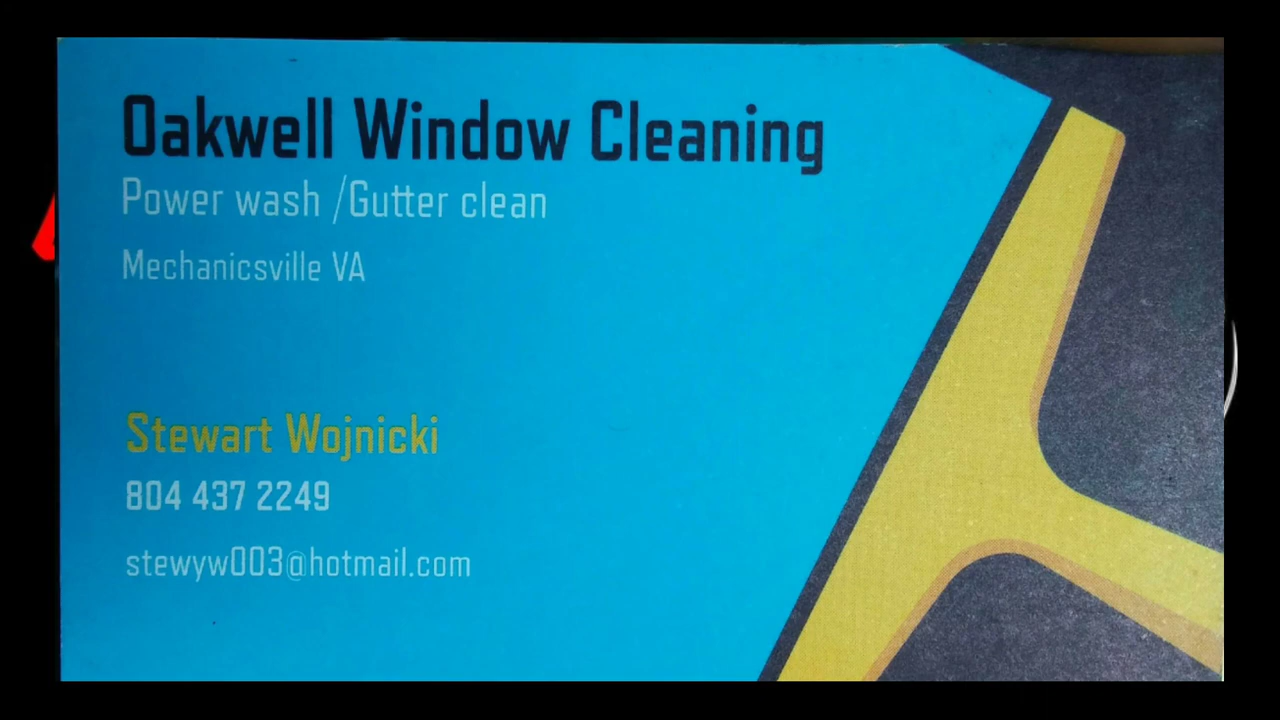 Oakwell Window Cleaning
Power wash /Gutter clean
Mechanicsville VA
Stewart Wojnicki
804 437 2249
stewyw003@hotmail.com